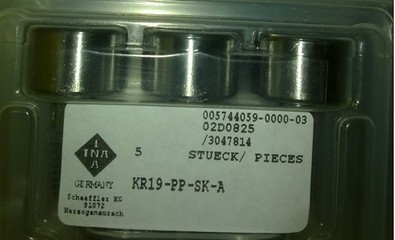 005744059-0000-03
02D0825
/3047814
INA
5 STUECK/ PIECES
GERMANY KR19-PP-SK-A
Schaeffler KG
91072
Herzogenaurach